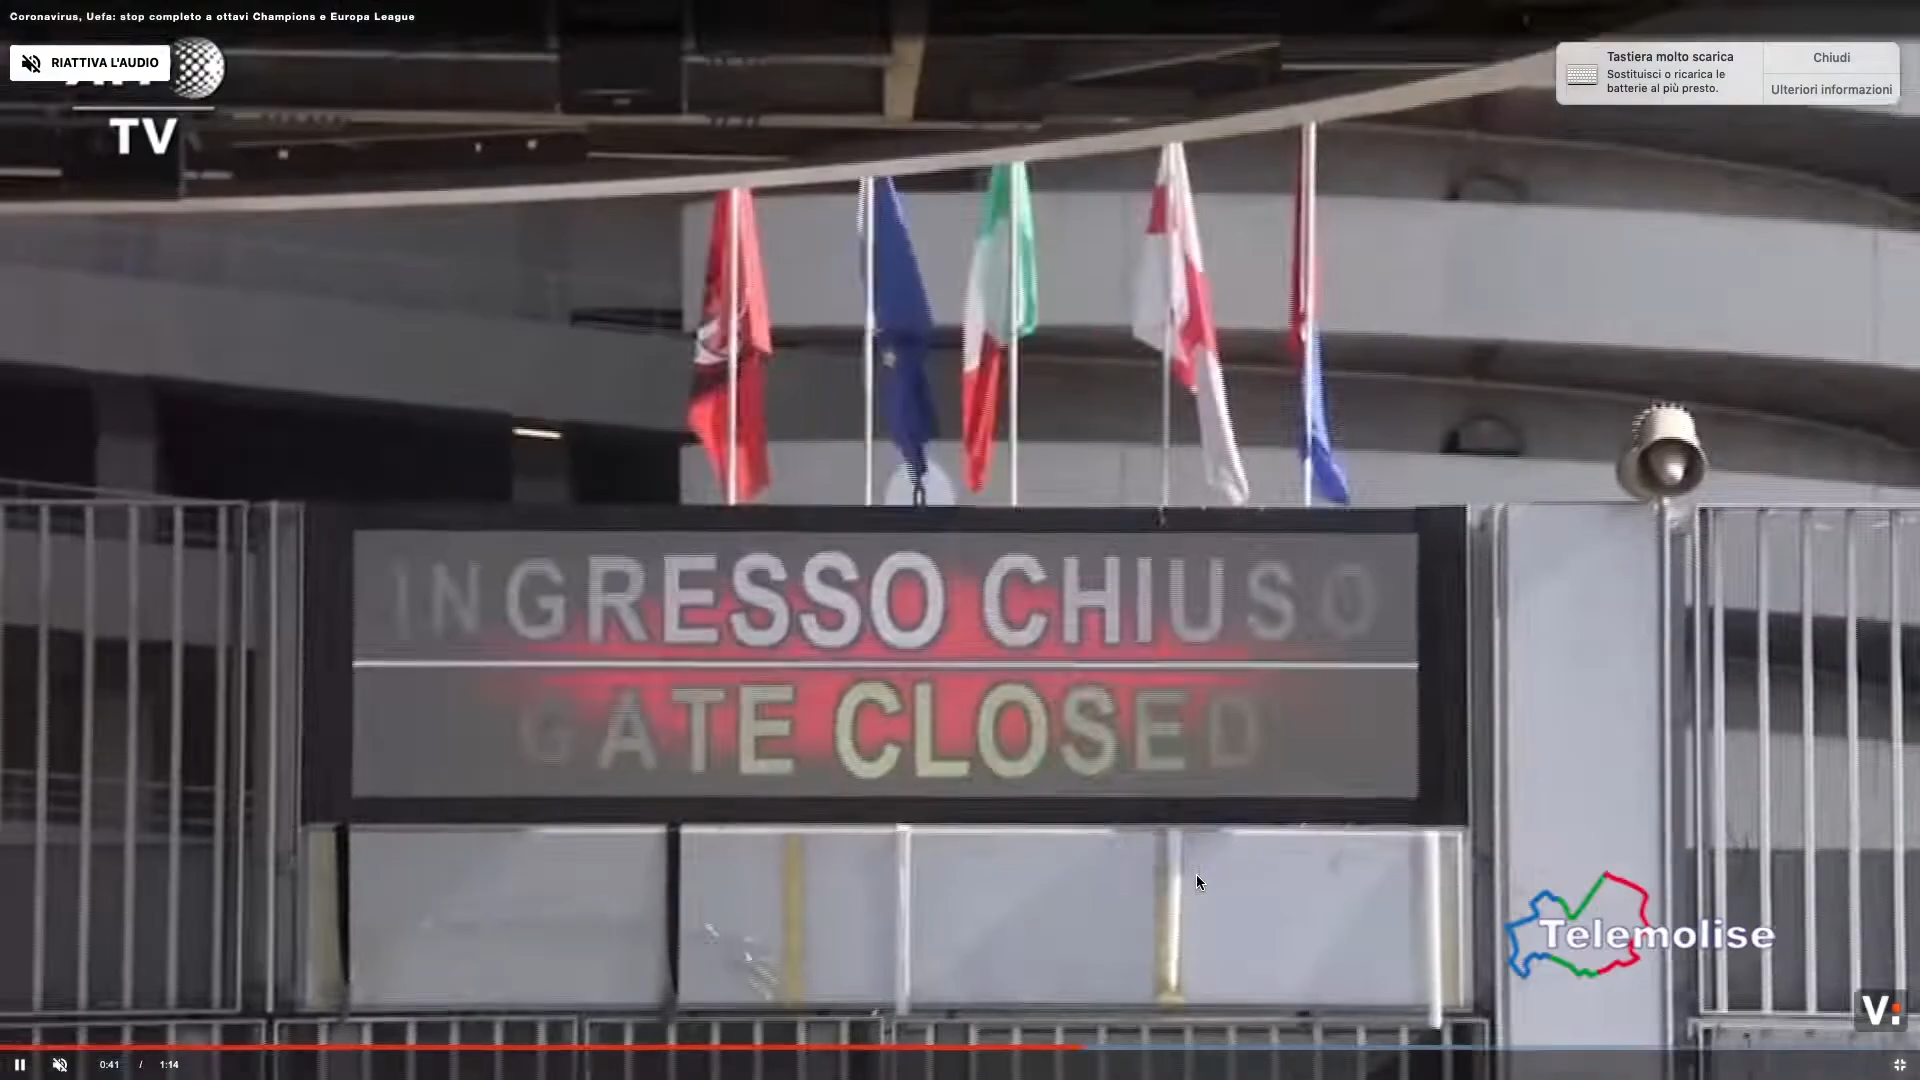 Coronavirus, Uefa: stop completo a ottavi Champions e Europa League
RIATTIVA L'AUDIO
TV
Tastiera molto scarica
Sostituisci o ricarica le
batterie al più presto.
Chiudi
Ulteriori informazioni
INGRESSO CHIUSO
GATE CLOSED
Telemolise
V:
0:41 / 1:14